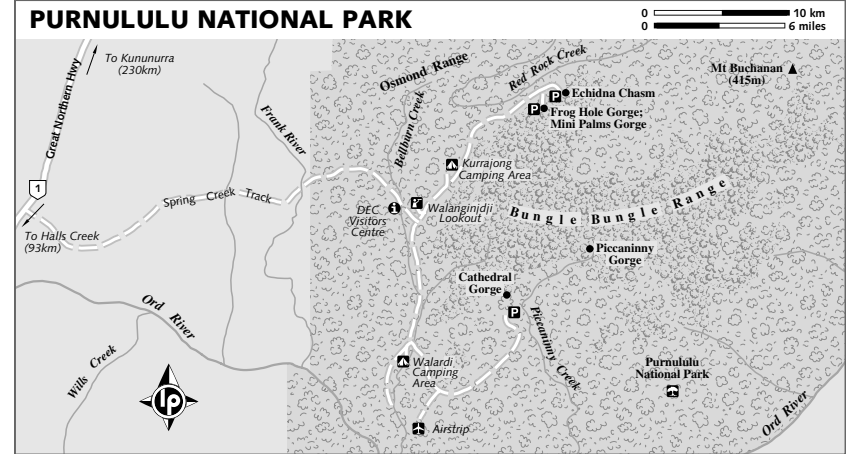 PURNULULU NATIONAL PARK
0 10 km
0 6 miles
To Kununurra
(230km)
Great Northern Hwy
1
To Halls Creek
(93km)
Spring Creek Track
Frank River
Osmond Range
Bellburn Creek
Red Rock Creek
P
Echidna Chasm
P
Frog Hole Gorge;
Mini Palms Gorge
Mt Buchanan
(415m)
Kurrajong
Camping Area
DEC
Visitors
Centre
Walanginjdji
Lookout
Bungle Bungle Range
Piccaninny
Gorge
Cathedral
Gorge
P
Piccaninny Creek
Ord River
Wills Creek
lp
Walardi
Camping
Area
Airstrip
Purnululu
National Park
Ord River